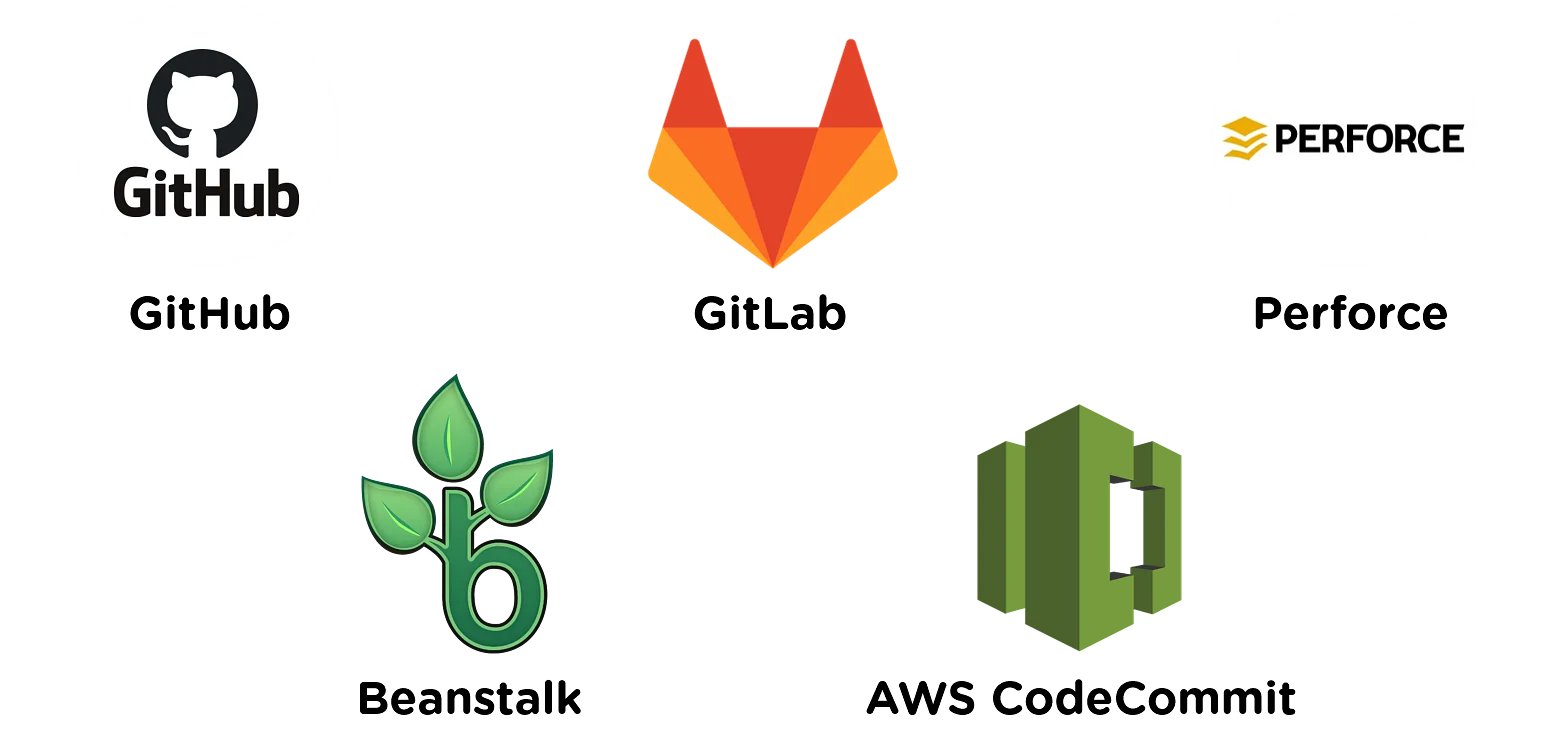 GitHub
PERFORCE
GitHub
GitLab
Perforce
Beanstalk
AWS CodeCommit